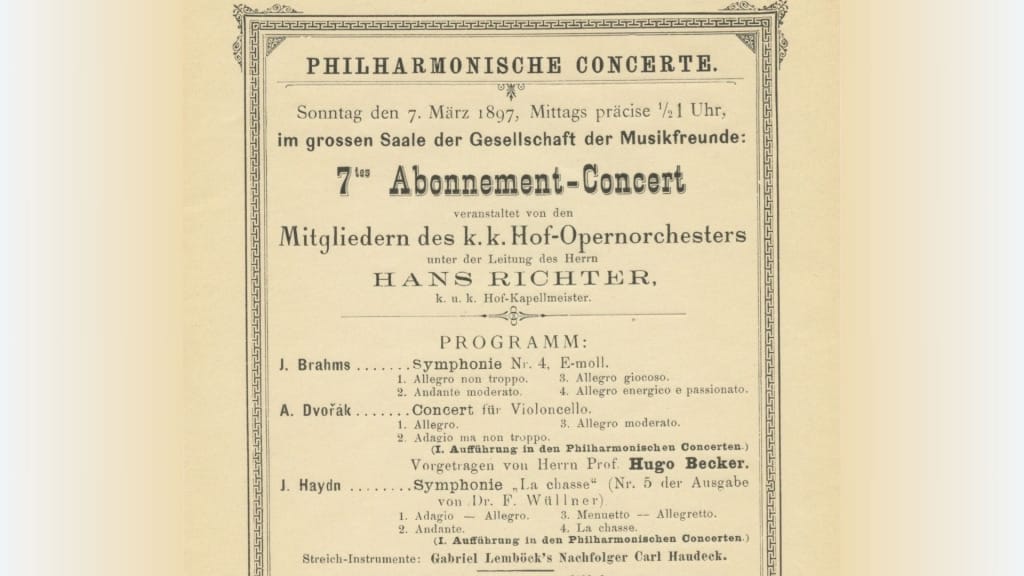 PHILHARMONISCHE CONCERTE.
Sonntag den 7. März 1897, Mittags präcise ½1 Uhr,
im grossen Saale der Gesellschaft der Musikfreunde:
7tes Abonnement-Concert
veranstaltet von den
Mitgliedern des k. k. Hof-Opernorchesters
unter der Leitung des Herrn
HANS RICHTER,
k. u. k. Hof-Kapellmeister.
PROGRAMM:
J. Brahms.......Symphonie Nr. 4, E-moll.
1. Allegro non troppo. 3. Allegro giocoso.
2. Andante moderato. 4. Allegro energico e passionato.
A. Dvořák.......Concert für Violoncello.
1. Allegro. 3. Allegro moderato.
2. Adagio ma non troppo.
(I. Aufführung in den Philharmonischen Concerten.)
Vorgetragen von Herrn Prof. Hugo Becker.
J. Haydn........Symphonie „La chasse“ (Nr. 5 der Ausgabe
von Dr. F. Wüllner)
1. Adagio — Allegro. 3. Mennetto — Allegretto.
2. Andante. 4. La chasse.
(I. Aufführung in den Philharmonischen Concerten.)
Streich-Instrumente: Gabriel Lemböck's Nachfolger Carl Haudeck.